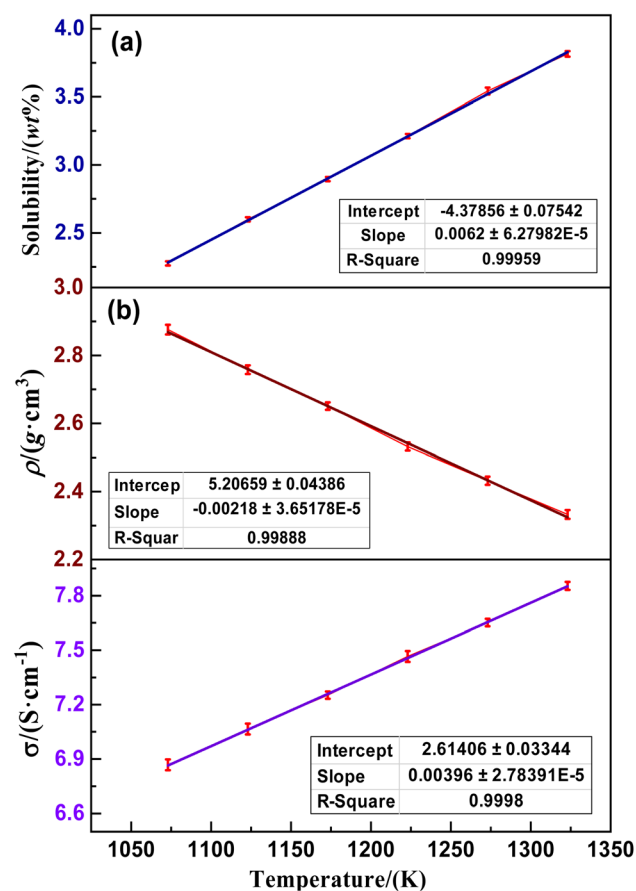 (a)
Solubility/(wt%)
4.0
3.5
3.0
2.5
3.0
Intercept -4.37856 ± 0.07542
Slope 0.0062 ± 6.27982E-5
R-Square 0.99959
(b)
ρ/(g·cm³)
2.8
2.6
2.4
2.2
Intercep 5.20659 ± 0.04386
Slope -0.00218 ± 3.65178E-5
R-Squar 0.99888
σ/(S·cm⁻¹)
7.8
7.5
7.2
6.9
6.6
Intercept 2.61406 ± 0.03344
Slope 0.00396 ± 2.78391E-5
R-Square 0.9998
1050 1100 1150 1200 1250 1300 1350
Temperature/(K)